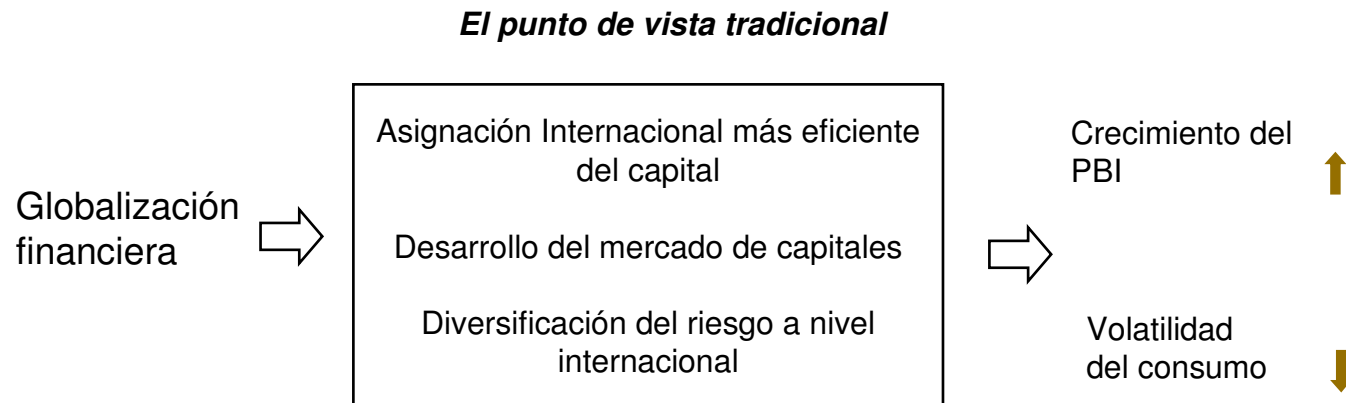 El punto de vista tradicional
Globalización
financiera
Asignación Internacional más eficiente
del capital
Desarrollo del mercado de capitales
Diversificación del riesgo a nivel
internacional
Crecimiento del
PBI
Volatilidad
del consumo